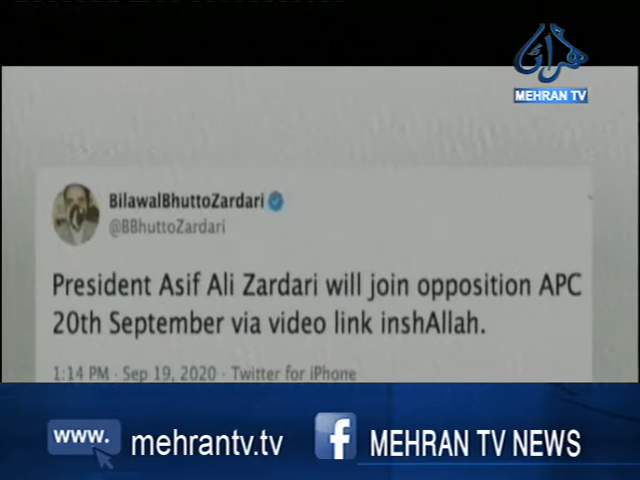 مهراڻ
MEHRAN TV
BilawalBhuttoZardari
@BBhuttoZardari
President Asif Ali Zardari will join opposition APC
20th September via video link inshAllah.
1:14 PM · Sep 19, 2020 · Twitter for iPhone
www. mehrantv.tv f MEHRAN TV NEWS